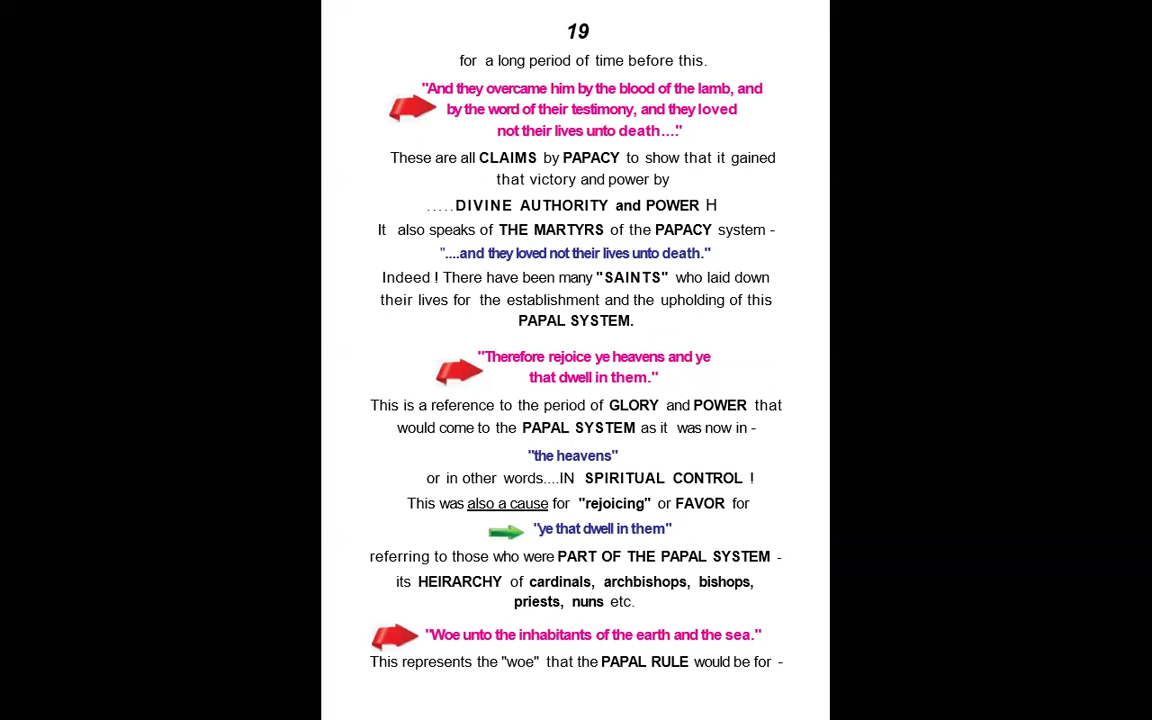 19
for a long period of time before this.
"And they overcame him by the blood of the lamb, and
by the word of their testimony, and they loved
not their lives unto death...."
These are all CLAIMS by PAPACY to show that it gained
that victory and power by
.....DIVINE AUTHORITY and POWER H
It also speaks of THE MARTYRS of the PAPACY system -
"....and they loved not their lives unto death."
Indeed ! There have been many "SAINTS" who laid down
their lives for the establishment and the upholding of this
PAPAL SYSTEM.
"Therefore rejoice ye heavens and ye
that dwell in them."
This is a reference to the period of GLORY and POWER that
would come to the PAPAL SYSTEM as it was now in -
"the heavens"
or in other words....IN SPIRITUAL CONTROL !
This was also a cause for "rejoicing" or FAVOR for
"ye that dwell in them"
referring to those who were PART OF THE PAPAL SYSTEM -
its HEIRARCHY of cardinals, archbishops, bishops,
priests, nuns etc.
"Woe unto the inhabitants of the earth and the sea."
This represents the "woe" that the PAPAL RULE would be for -